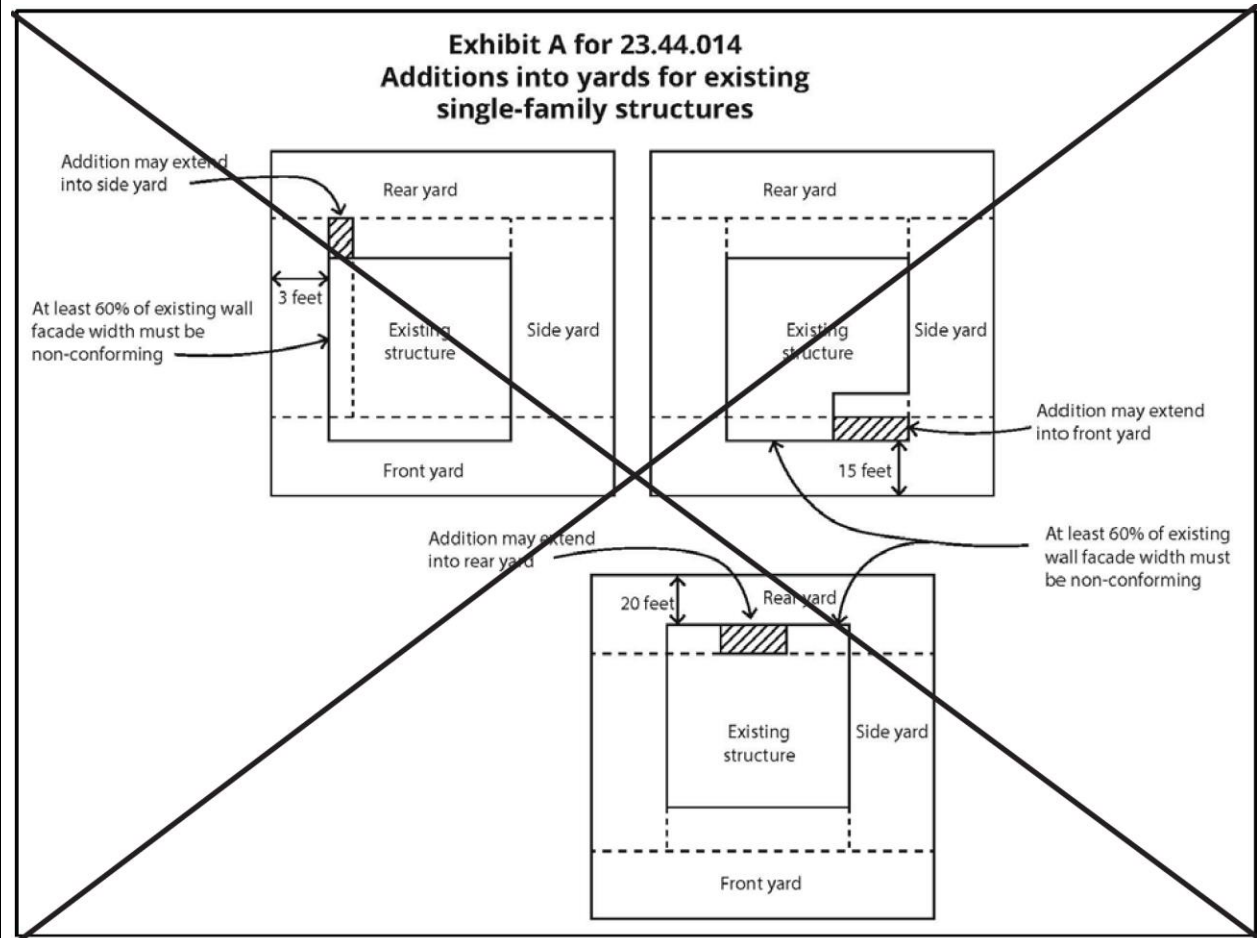 Exhibit A for 23.44.014
Additions into yards for existing
single-family structures
Addition may extend
into side yard
Rear yard
3 feet
At least 60% of existing wall
facade width must be
non-conforming
Existing
structure
Side yard
Front yard
Rear yard
Existing
structure
Side yard
Addition may extend
into front yard
15 feet
At least 60% of existing
wall facade width must
be non-conforming
Addition may extend
into rear yard
20 feet
Rear yard
Existing
structure
Side yard
Front yard